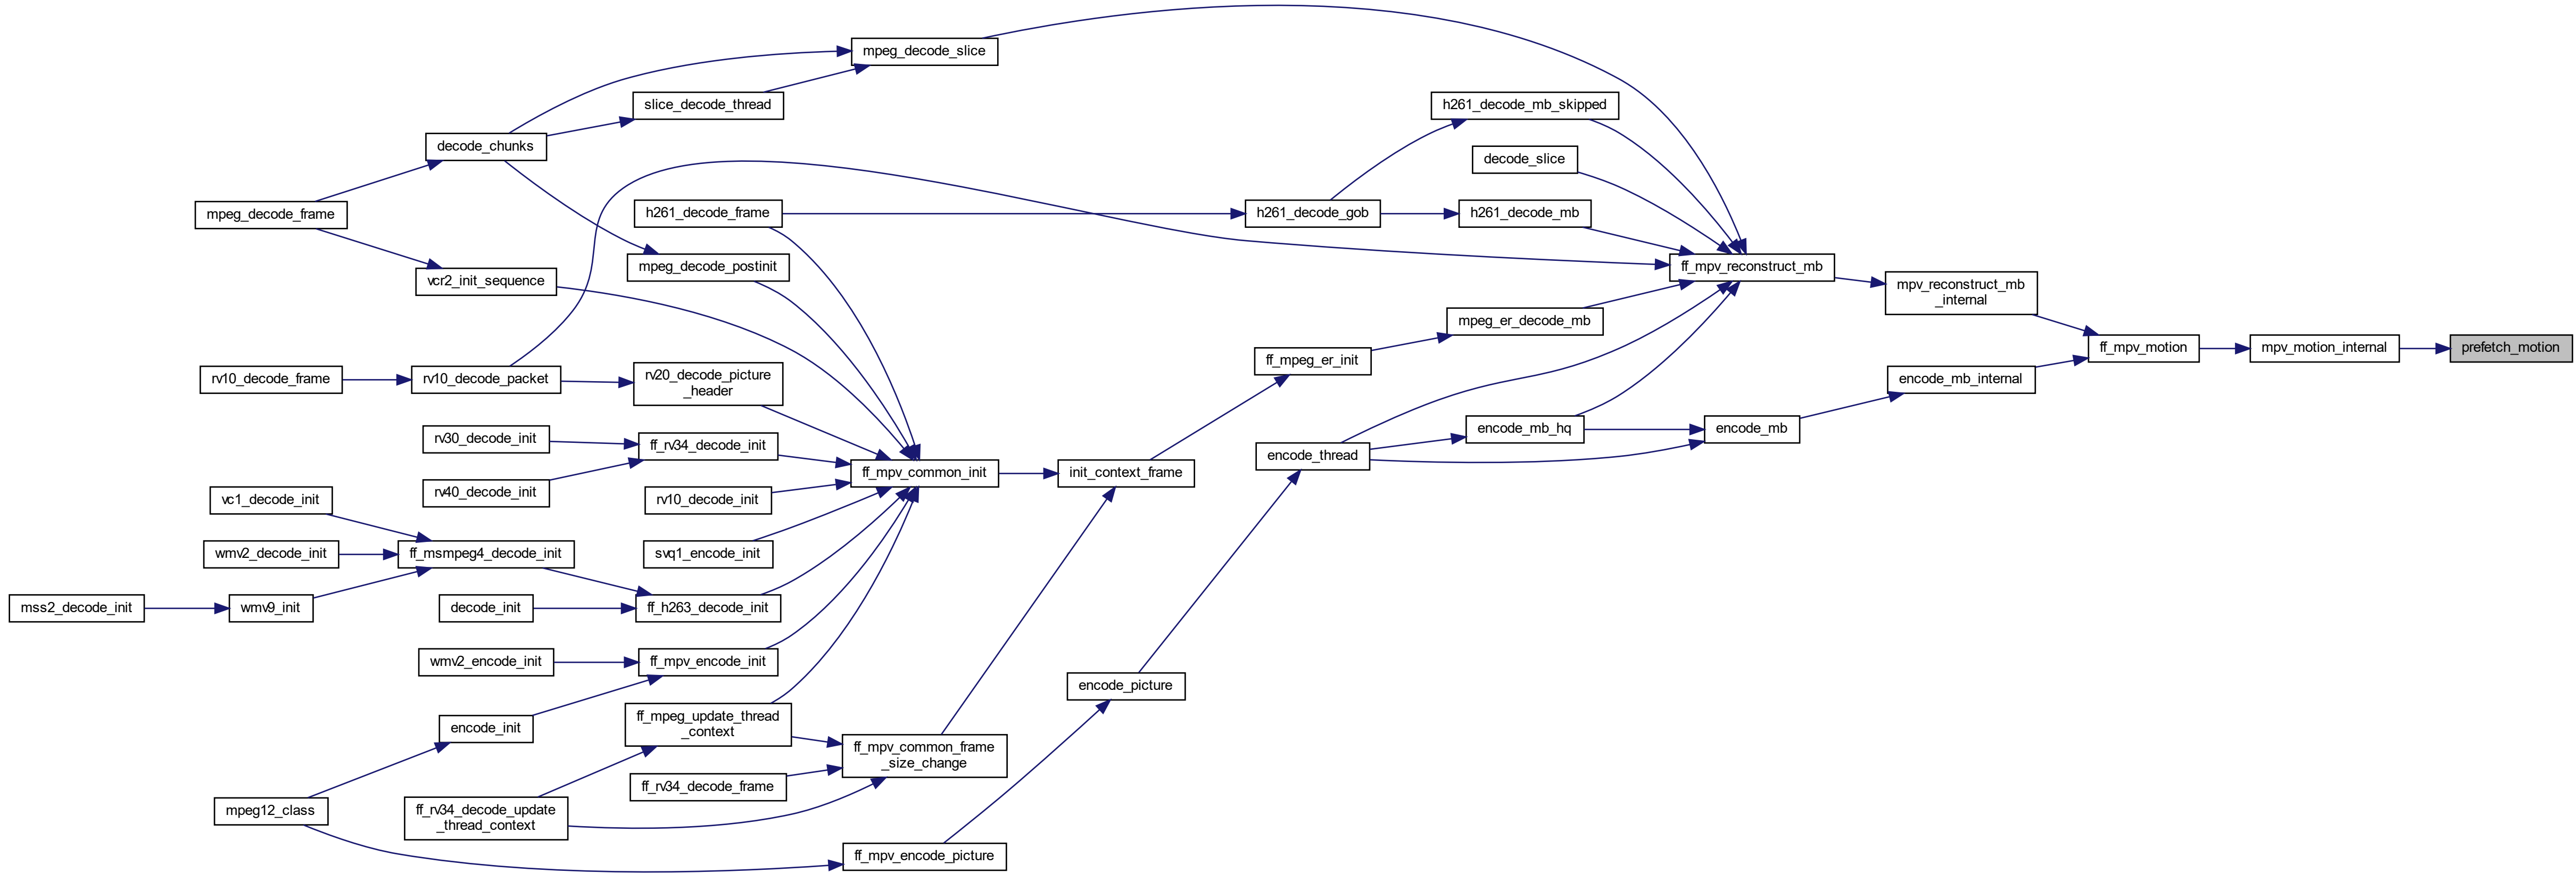 mpeg_decode_slice
slice_decode_thread
h261_decode_mb_skipped
decode_chunks
decode_slice
mpeg_decode_frame
h261_decode_frame
h261_decode_gob
h261_decode_mb
mpeg_decode_postinit
ff_mpv_reconstruct_mb
vcr2_init_sequence
mpv_reconstruct_mb
_internal
mpeg_er_decode_mb
ff_mpv_motion
mpv_motion_internal
prefetch_motion
ff_mpeg_er_init
rv10_decode_frame
rv10_decode_packet
rv20_decode_picture
_header
encode_mb_internal
rv30_decode_init
ff_rv34_decode_init
encode_mb_hq
encode_mb
encode_thread
ff_mpv_common_init
init_context_frame
rv40_decode_init
vc1_decode_init
rv10_decode_init
wmv2_decode_init
ff_msmpeg4_decode_init
svq1_encode_init
mss2_decode_init
wmv9_init
decode_init
ff_h263_decode_init
wmv2_encode_init
ff_mpv_encode_init
encode_picture
encode_init
ff_mpeg_update_thread
_context
ff_mpv_common_frame
_size_change
ff_rv34_decode_frame
mpeg12_class
ff_rv34_decode_update
_thread_context
ff_mpv_encode_picture